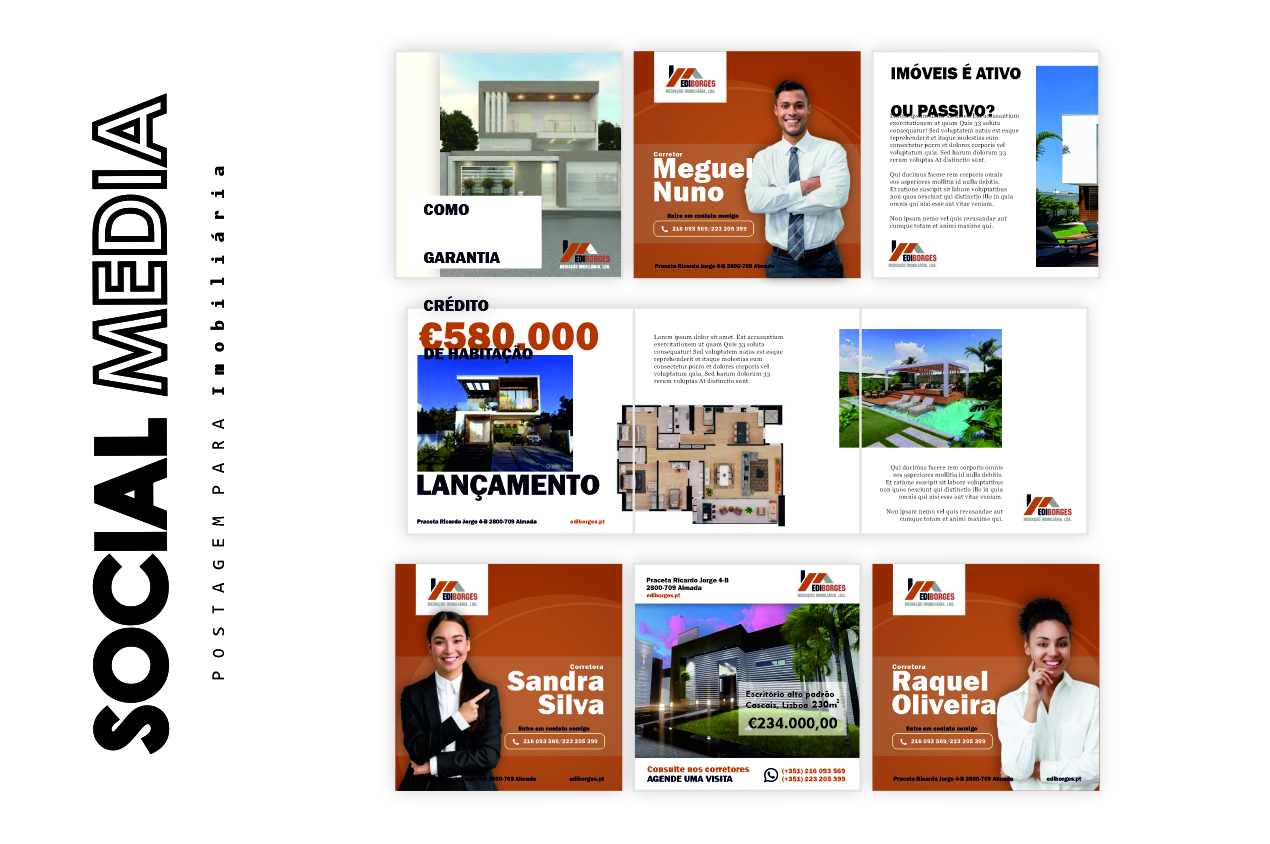 SOCIAL MEDIA
POSTAGEM PARA Imobiliária
COMO
GARANTIA
CRÉDITO
DE HABITAÇÃO
EDIBORGES
MEDIAÇÃO IMOBILIÁRIA, LDA.
EDIBORGES
MEDIAÇÃO IMOBILIÁRIA, LDA.
Corretor
Meguel
Nuno
Entre em contato comigo
216 093 569/223 205 399
Praceta Ricardo Jorge 4-B 2800-709 Almada
IMÓVEIS É ATIVO
OU PASSIVO?
Lorem ipsum dolor sit amet. Est accusantium
exercitationem ut quam Quis 33 soluta
consequatur! Sed voluptatem natus est eaque
reprehenderit et itaque molestias eum
consectetur porro et dolores corporis vel
voluptatum quia. Sed harum dolorum 33
rerum voluptas At distinctio sunt.
Qui ducimus facere rem corporis omnis
eos asperiores mollitia id nulla debitis.
Et ratione suscipit sit labore voluptatibus
non quos nesciunt qui distinctio illo in quia
omnis qui nisi esse aut vitae veniam.
Non ipsam nemo vel quis recusandae aut
cumque totam et animi maxime qui.
EDIBORGES
MEDIAÇÃO IMOBILIÁRIA, LDA.
€580.000
LANÇAMENTO
Praceta Ricardo Jorge 4-B 2800-709 Almada
ediborges.pt
Lorem ipsum dolor sit amet. Est accusantium
exercitationem ut quam Quis 33 soluta
consequatur! Sed voluptatem natus est eaque
reprehenderit et itaque molestias eum
consectetur porro et dolores corporis vel
voluptatum quia. Sed harum dolorum 33
rerum voluptas At distinctio sunt.
Qui ducimus facere rem corporis omnis
eos asperiores mollitia id nulla debitis.
Et ratione suscipit sit labore voluptatibus
non quos nesciunt qui distinctio illo in quia
omnis qui nisi esse aut vitae veniam.
Non ipsam nemo vel quis recusandae aut
cumque totam et animi maxime qui.
EDIBORGES
MEDIAÇÃO IMOBILIÁRIA, LDA.
EDIBORGES
MEDIAÇÃO IMOBILIÁRIA, LDA.
Corretora
Sandra
Silva
Entre em contato comigo
216 093 569/223 205 399
4-B 2800-709 Almada
ediborges.pt
Praceta Ricardo Jorge 4-B
2800-709 Almada
ediborges.pt
EDIBORGES
MEDIAÇÃO IMOBILIÁRIA, LDA.
Escritório alto padrão
Cascais, Lisboa 230m²
€234.000,00
Consulte nos corretores
AGENDE UMA VISITA
(+351) 216 093 569
(+351) 223 205 399
EDIBORGES
MEDIAÇÃO IMOBILIÁRIA, LDA.
Corretora
Raquel
Oliveira
Entre em contato comigo
216 093 569/223 205 399
Praceta Ricardo Jorge 4-B 2800-709 Almada
ediborges.pt